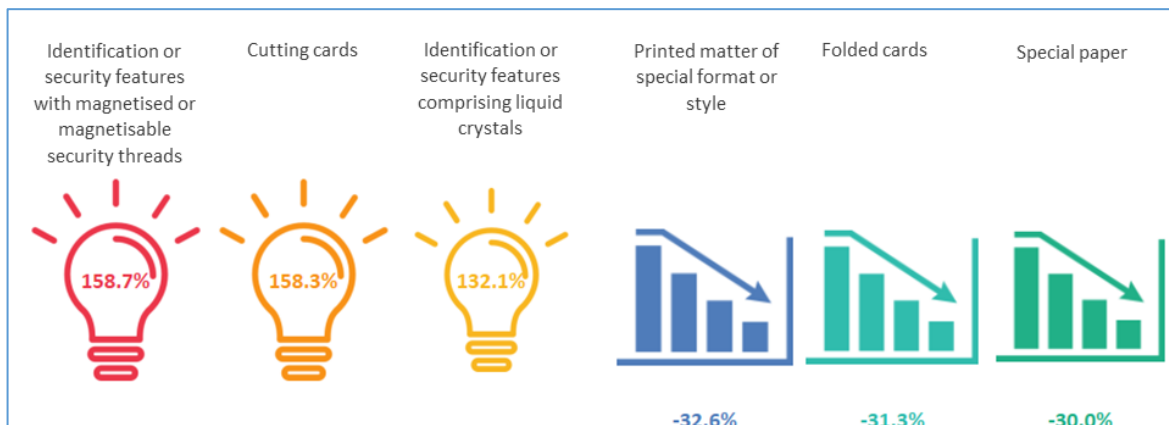 Identification or
security features
with magnetised or
magnetisable
security threads
Cutting cards
Identification or
security features
comprising liquid
crystals
Printed matter of
special format or
style
Folded cards
Special paper
158.7%
158.3%
132.1%
-32.6%
-31.3%
-30.0%